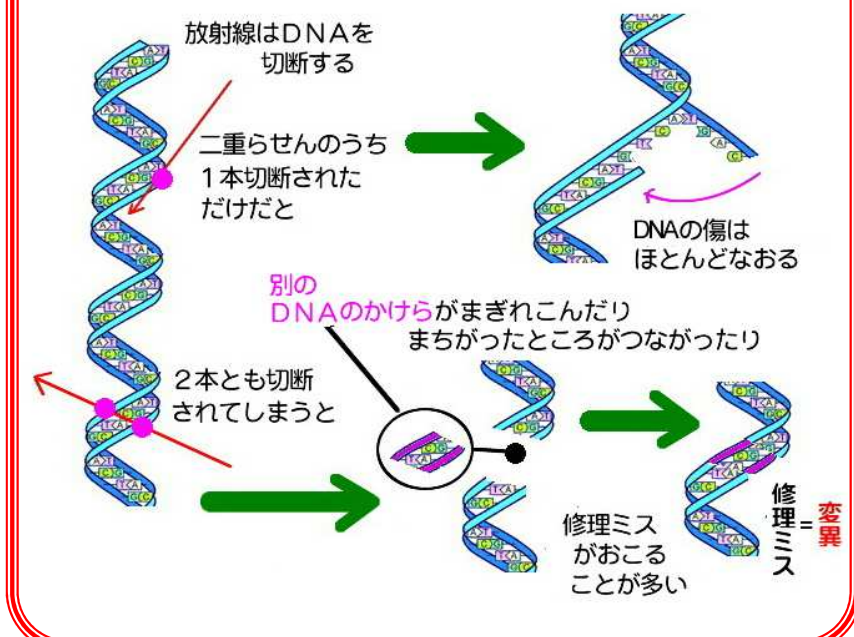 放射線はＤＮＡを
切断する
二重らせんのうち
１本切断された
だけだと
DNAの傷は
ほとんどなおる
別の
ＤＮＡのかけらがまぎれこんだり
まちがったところがつながったり
２本とも切断
されてしまうと
修理ミス
がおこる
ことが多い
修理ミス=変異